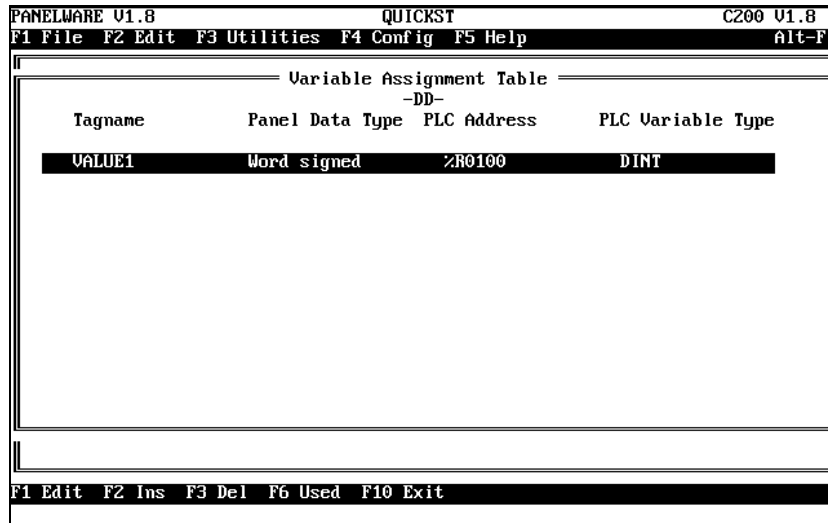 PANELWARE V1.8 QUICKST C200 V1.8
F1 File F2 Edit F3 Utilities F4 Config F5 Help Alt-F
Variable Assignment Table
-DD-
Tagname Panel Data Type PLC Address PLC Variable Type
VALUE1 Word signed %R0100 DINT
F1 Edit F2 Ins F3 Del F6 Used F10 Exit